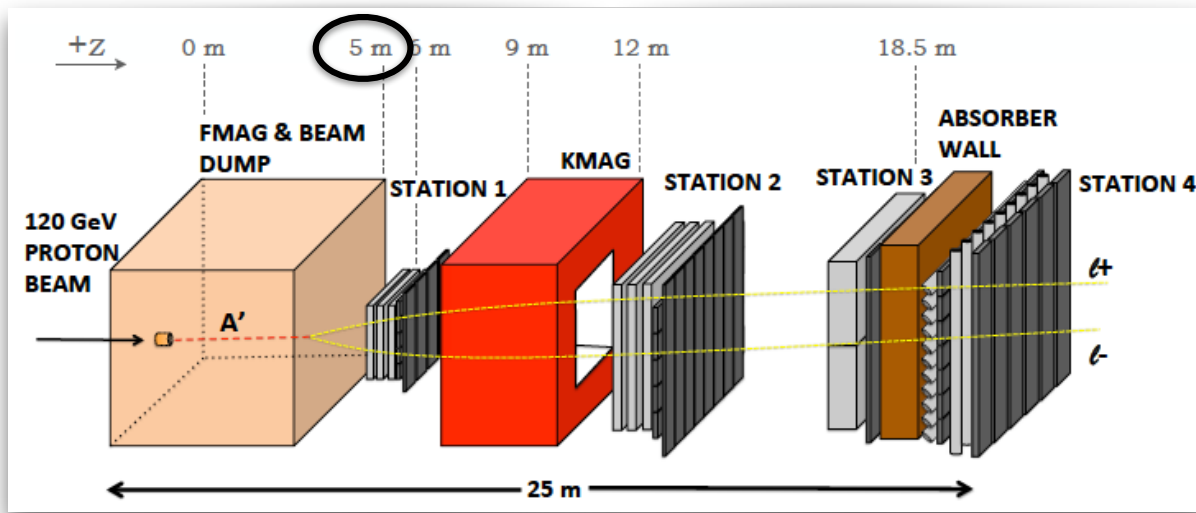 +z
0 m
5 m
6 m
9 m
12 m
18.5 m
FMAG & BEAM
DUMP
STATION 1
KMAG
STATION 2
STATION 3
ABSORBER
WALL
STATION 4
120 GeV
PROTON
BEAM
A'
ℓ+
ℓ-
25 m